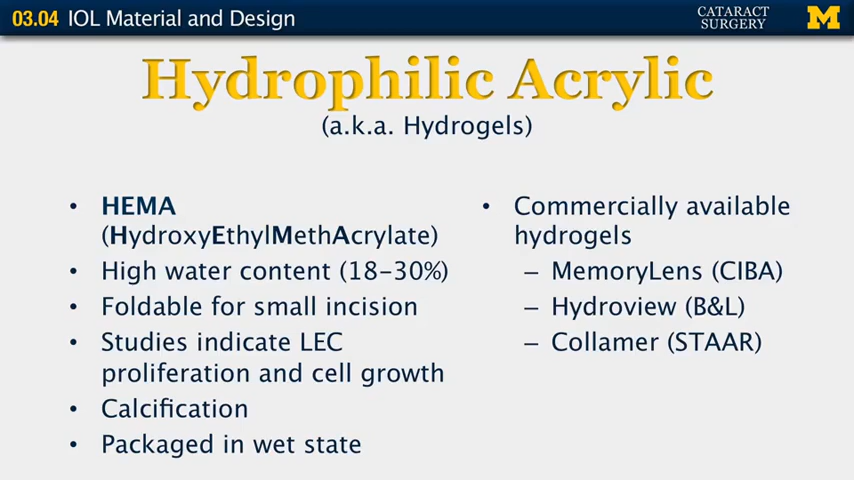 03.04 IOL Material and Design
CATARACT
SURGERY
M
Hydrophilic Acrylic
(a.k.a. Hydrogels)
• HEMA
(HydroxyEthylMethAcrylate)
• High water content (18-30%)
• Foldable for small incision
• Studies indicate LEC
proliferation and cell growth
• Calcification
• Packaged in wet state
• Commercially available
hydrogels
– MemoryLens (CIBA)
– Hydroview (B&L)
– Collamer (STAAR)